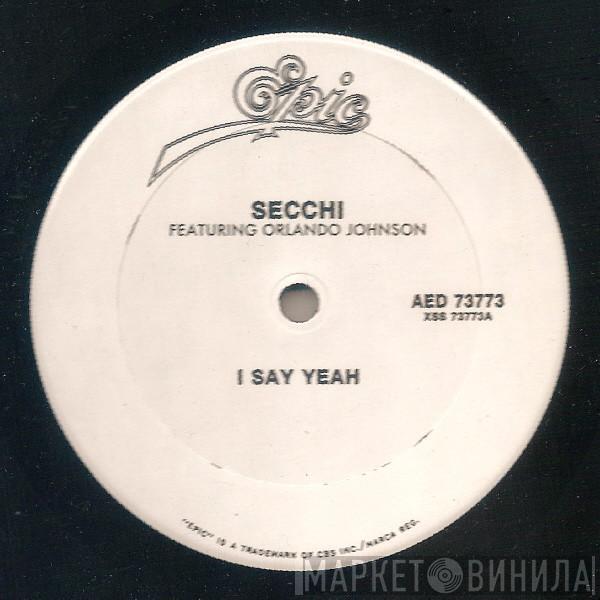 Epic
SECCHI
FEATURING ORLANDO JOHNSON
AED 73773
XSS 73773A
I SAY YEAH
"EPIC" IS A TRADEMARK OF CBS INC./MARCA REG.
МАРКЕТ ВИНИЛА